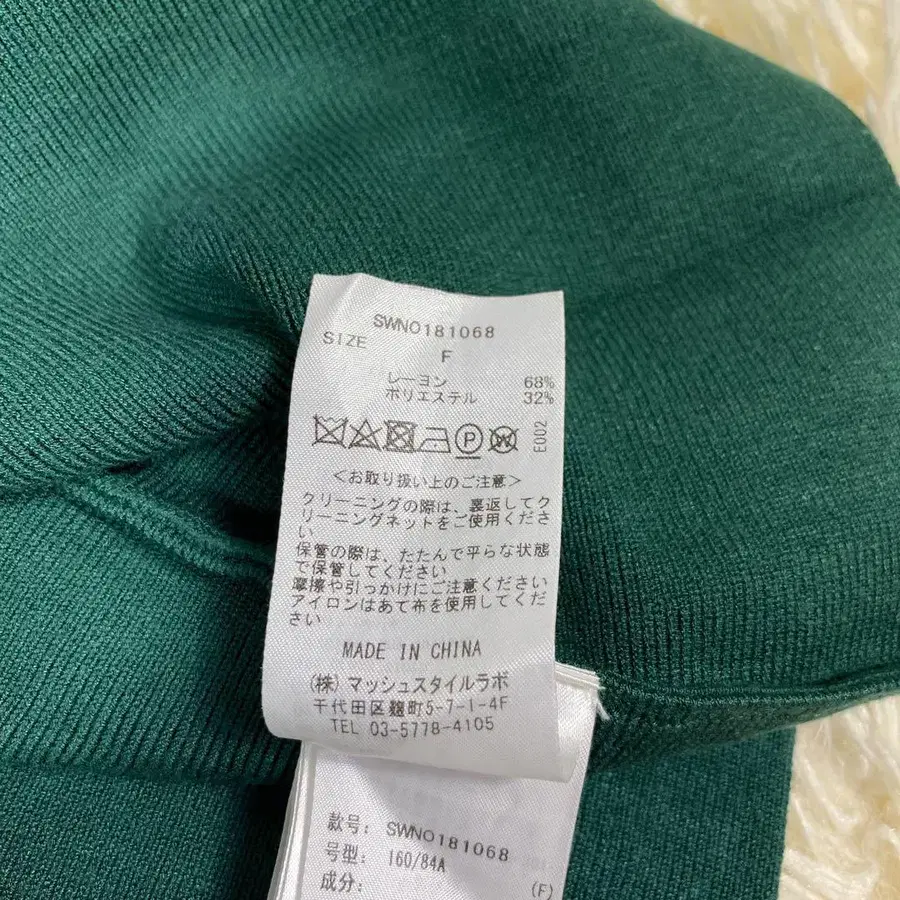 SWNO181068
SIZE
F
レーヨン 68%
ポリエステル 32%
P W E002
<お取り扱い上のご注意>
クリーニングの際は、裏返してク
リーニングネットをご使用くださ
い
保管の際は、たたんで平らな状態
で保管してください
摩擦や引っかけにご注意ください
アイロンはあて布を使用してくだ
さい
MADE IN CHINA
(株) マッシュスタイルラボ
千代田区麹町5-7-1-4F
TEL 03-5778-4105
款号: SWNO181068
号型: 160/84A
成分: (F)